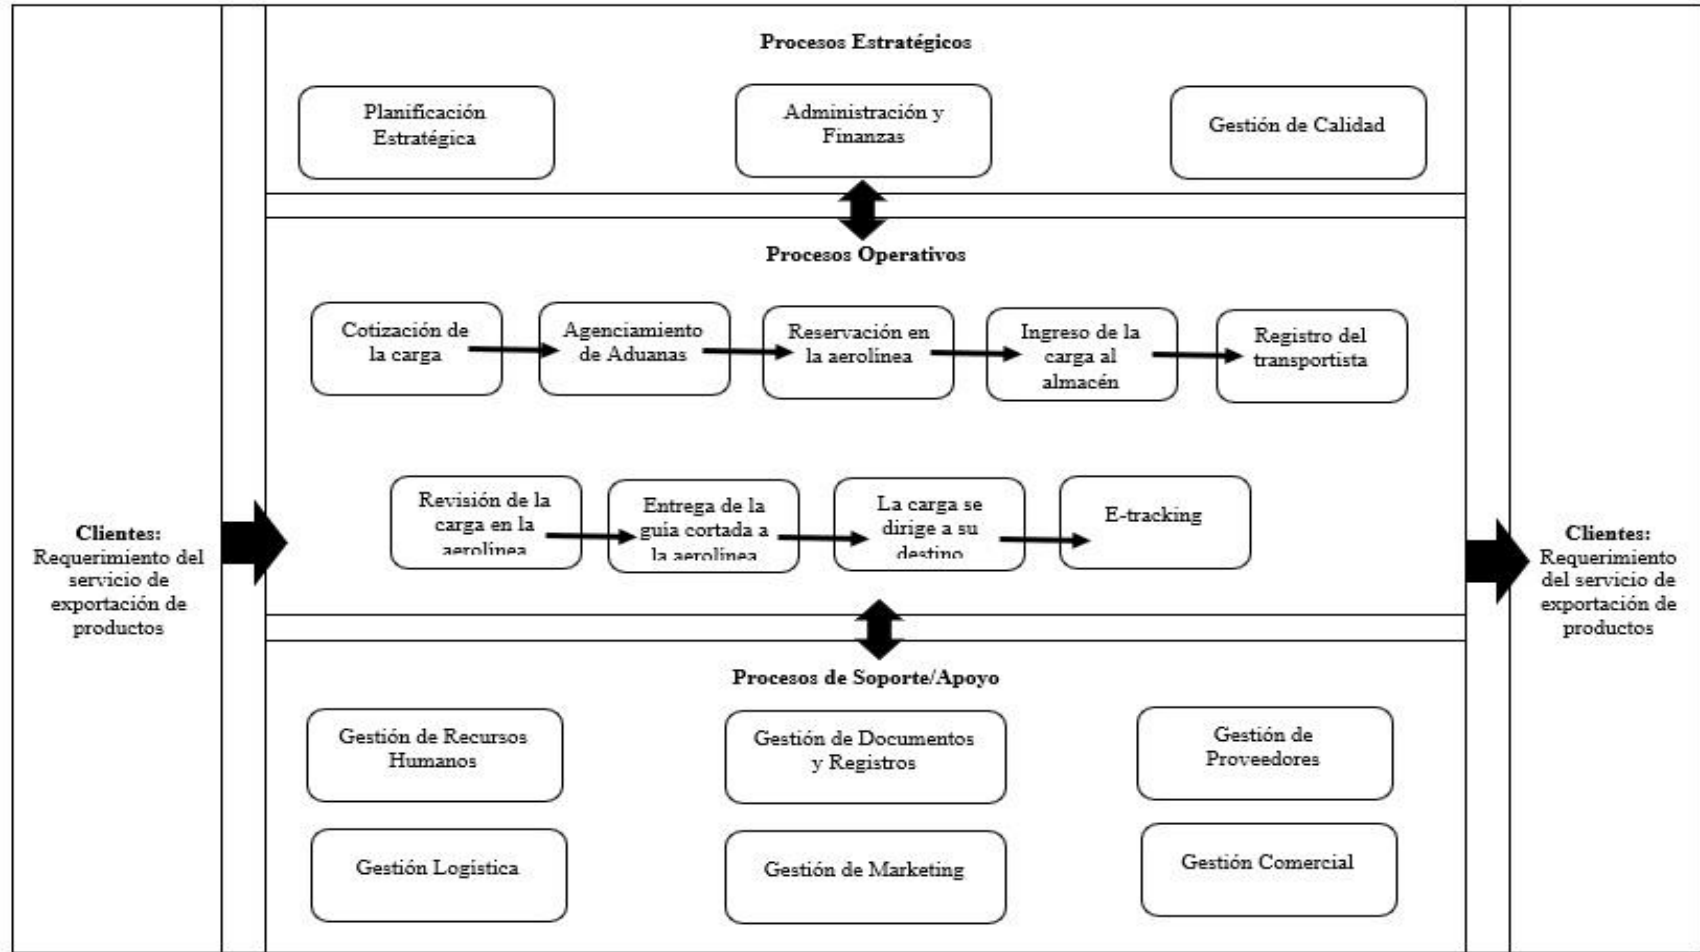 Procesos Estratégicos
Planificación
Estratégica
Administración y
Finanzas
Gestión de Calidad
Procesos Operativos
Cotización de
la carga
Agenciamiento
de Aduanas
Reservación en
la aerolínea
Ingreso de la
carga al
almacén
Registro del
transportista
Revisión de la
carga en la
aerolínea
Entrega de la
guía cortada a
la aerolínea
La carga se
dirige a su
destino
E-tracking
Clientes:
Requerimiento del
servicio de
exportación de
productos
Clientes:
Requerimiento
del servicio de
exportación de
productos
Procesos de Soporte/Apoyo
Gestión de Recursos
Humanos
Gestión de Documentos
y Registros
Gestión de
Proveedores
Gestión Logística
Gestión de Marketing
Gestión Comercial